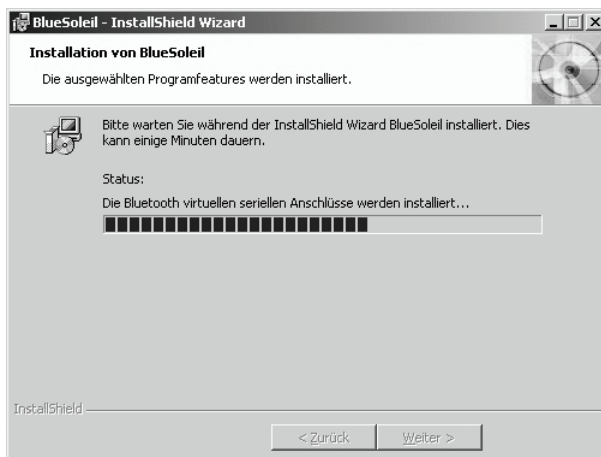 BlueSoleil - InstallShield Wizard
Installation von BlueSoleil
Die ausgewählten Programfeatures werden installiert.
Bitte warten Sie während der InstallShield Wizard BlueSoleil installiert. Dies
kann einige Minuten dauern.
Status:
Die Bluetooth virtuellen seriellen Anschlüsse werden installiert...
InstallShield
< Zurück
Weiter >